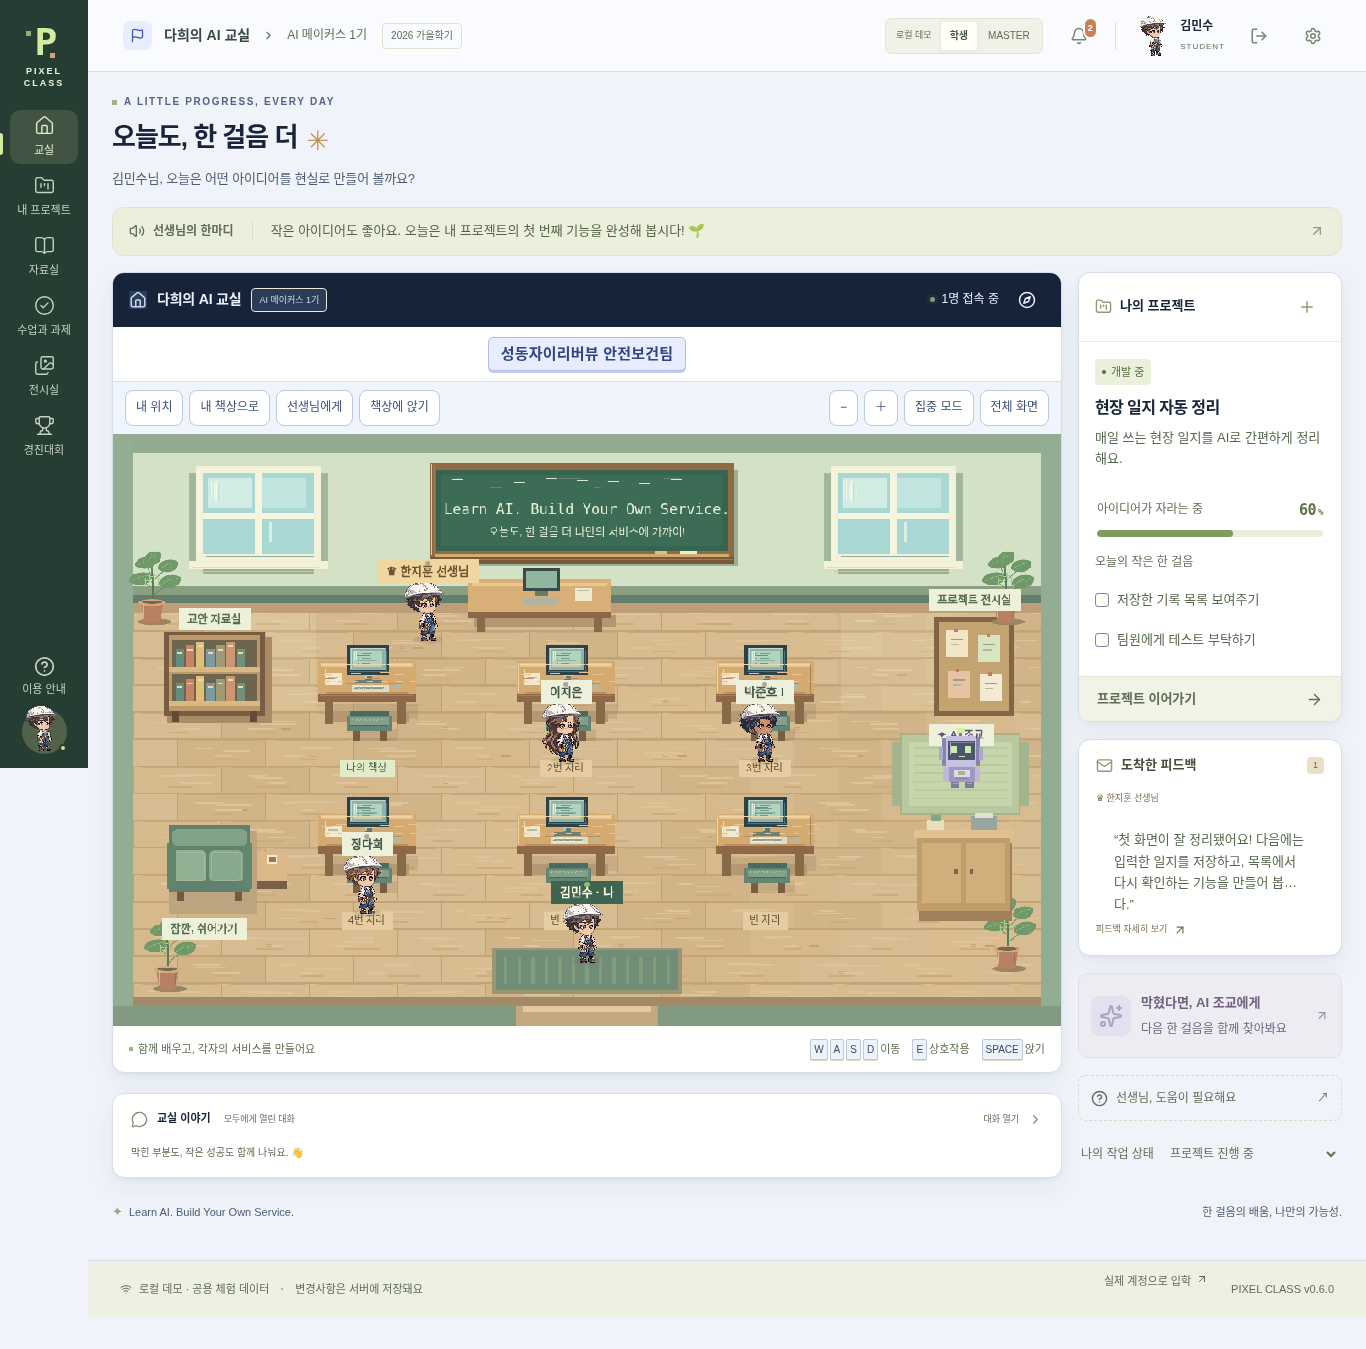 PIXEL
CLASS
교실
내 프로젝트
자료실
수업과 과제
전시실
경진대회
이용 안내
다희의 AI 교실
AI 메이커스 1기
2026 가을학기
로컬 데모
학생
MASTER
2
김민수
STUDENT
A LITTLE PROGRESS, EVERY DAY
오늘도, 한 걸음 더
김민수님, 오늘은 어떤 아이디어를 현실로 만들어 볼까요?
선생님의 한마디
작은 아이디어도 좋아요. 오늘은 내 프로젝트의 첫 번째 기능을 완성해 봅시다! 🌱
다희의 AI 교실
AI 메이커스 1기
1명 접속 중
성동자이리버뷰 안전보건팀
내 위치
내 책상으로
선생님에게
책상에 앉기
−
+
집중 모드
전체 화면
Learn AI. Build Your Own Service.
오늘도, 한 걸음 더 나만의 서비스에 가까이!
♛ 한지훈 선생님
교안 자료실
프로젝트 전시실
이지은
박준호
나의 책상
2번 자리
3번 자리
정다희
김민수 · 나
4번 자리
빈
빈 자리
잠깐, 쉬어가기
함께 배우고, 각자의 서비스를 만들어요
W A S D 이동
E 상호작용
SPACE 앉기
교실 이야기
모두에게 열린 대화
대화 열기
막힌 부분도, 작은 성공도 함께 나눠요. 👋
나의 프로젝트
개발 중
현장 일지 자동 정리
매일 쓰는 현장 일지를 AI로 간편하게 정리
해요.
아이디어가 자라는 중
60%
오늘의 작은 한 걸음
저장한 기록 목록 보여주기
팀원에게 테스트 부탁하기
프로젝트 이어가기
도착한 피드백
1
♛ 한지훈 선생님
“첫 화면이 잘 정리됐어요! 다음에는
입력한 일지를 저장하고, 목록에서
다시 확인하는 기능을 만들어 봅…
다.”
피드백 자세히 보기
막혔다면, AI 조교에게
다음 한 걸음을 함께 찾아봐요
선생님, 도움이 필요해요
나의 작업 상태
프로젝트 진행 중
Learn AI. Build Your Own Service.
한 걸음의 배움, 나만의 가능성.
로컬 데모 · 공용 체험 데이터 · 변경사항은 서버에 저장돼요
실제 계정으로 입학
PIXEL CLASS v0.6.0